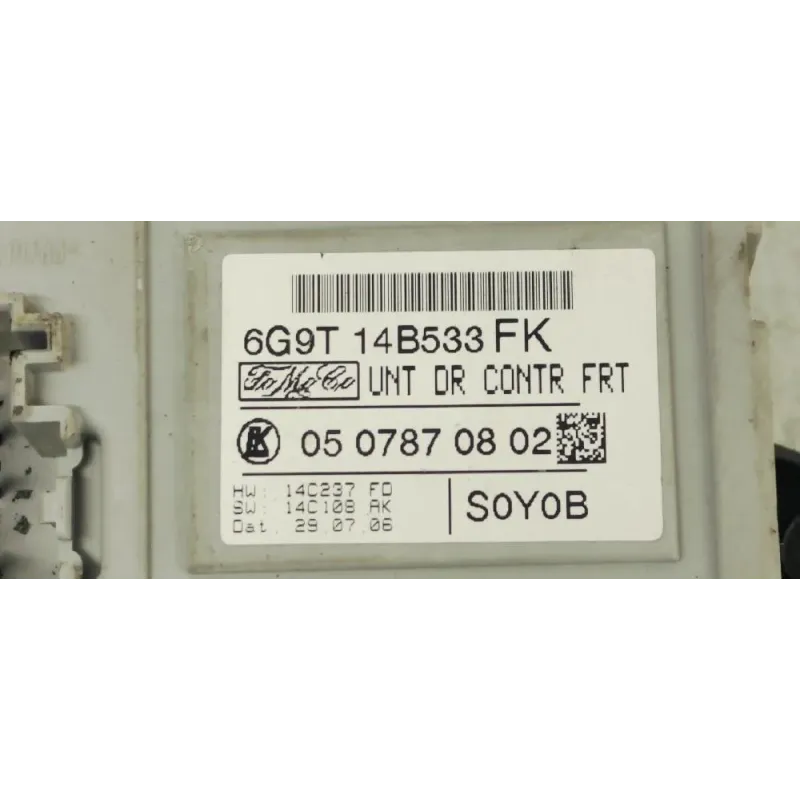 6G9T 14B533 FK
FoMoCo UNT DR CONTR FRT
05 0787 08 02
HW: 14C237 FD
SW: 14C108 AK
Dat. 29.07.06
S0Y0B